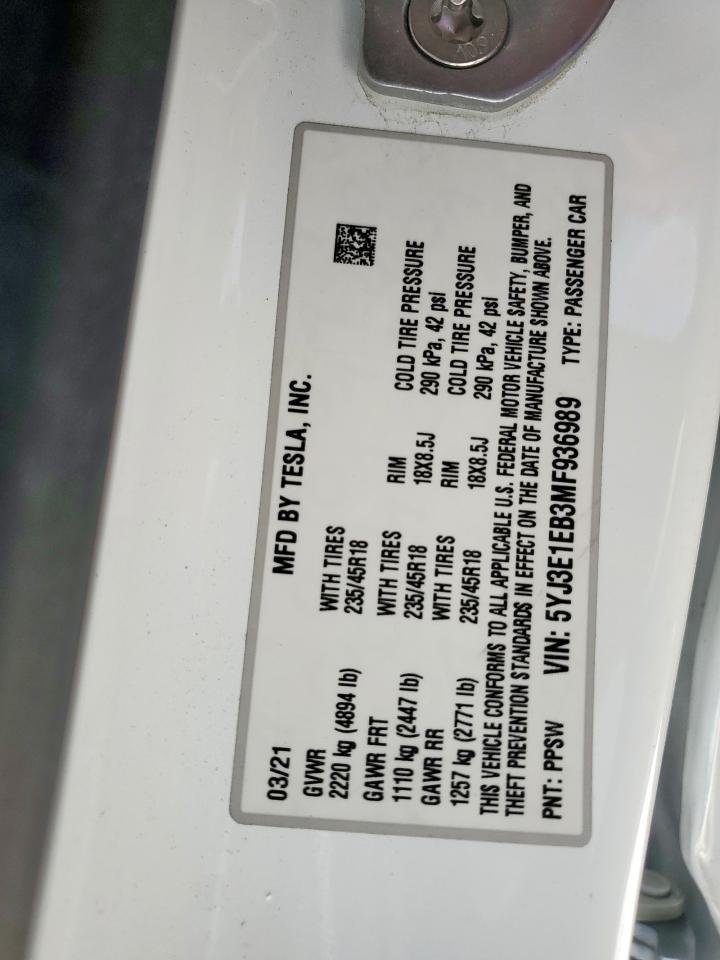 03/21 MFD BY TESLA, INC.
GVWR
2220 kg (4894 lb) WITH TIRES 235/45R18
GAWR FRT WITH TIRES RIM COLD TIRE PRESSURE
1110 kg (2447 lb) 235/45R18 18X8.5J 290 kPa, 42 psi
GAWR RR WITH TIRES RIM COLD TIRE PRESSURE
1257 kg (2771 lb) 235/45R18 18X8.5J 290 kPa, 42 psi
THIS VEHICLE CONFORMS TO ALL APPLICABLE U.S. FEDERAL MOTOR VEHICLE SAFETY, BUMPER, AND
THEFT PREVENTION STANDARDS IN EFFECT ON THE DATE OF MANUFACTURE SHOWN ABOVE.
PNT: PPSW VIN: 5YJ3E1EB3MF936989 TYPE: PASSENGER CAR